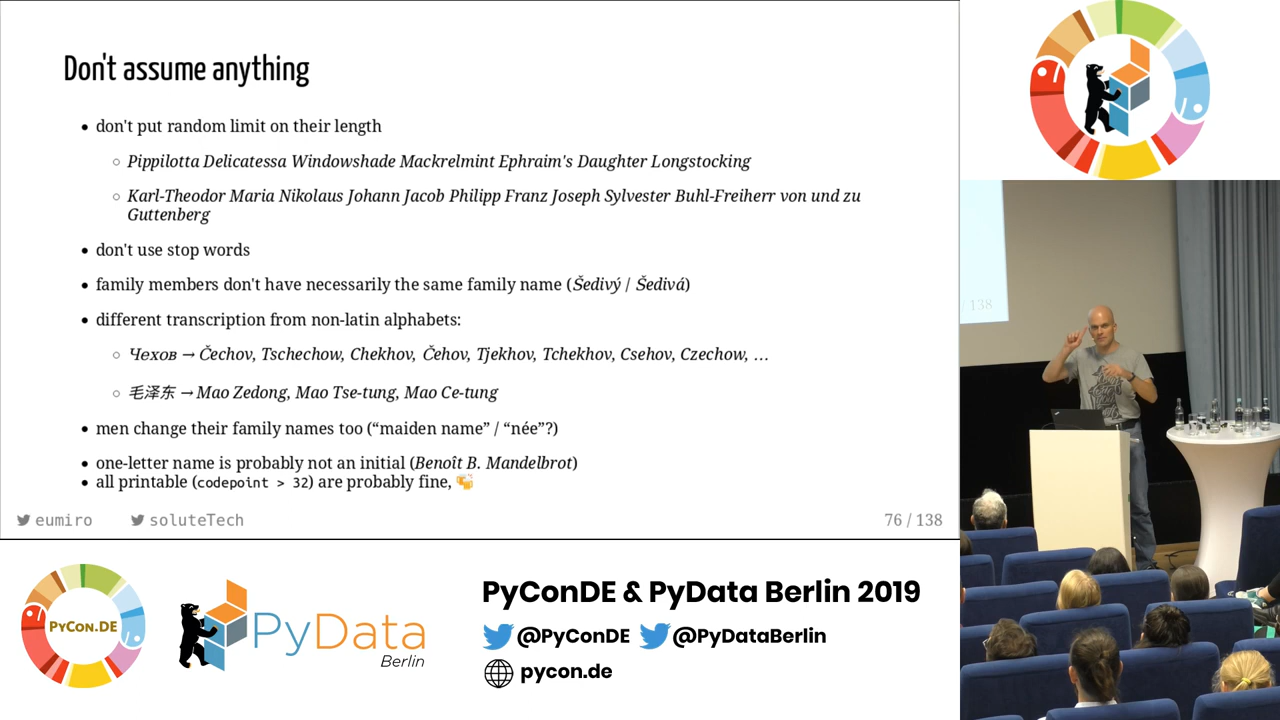 Don't assume anything
don't put random limit on their length
Pippilotta Delicatessa Windowshade Mackrelmint Ephraim's Daughter Longstocking
Karl-Theodor Maria Nikolaus Johann Jacob Philipp Franz Joseph Sylvester Buhl-Freiherr von und zu
Guttenberg
don't use stop words
family members don't have necessarily the same family name (Šedivý / Šedivá)
different transcription from non-latin alphabets:
Чехов → Čechov, Tschechow, Chekhov, Čehov, Tjekhov, Tchekhov, Csehov, Czechow, …
毛泽东 → Mao Zedong, Mao Tse-tung, Mao Ce-tung
men change their family names too (“maiden name” / “née”?)
one-letter name is probably not an initial (Benoît B. Mandelbrot)
all printable (codepoint > 32) are probably fine, 🍻
eumiro soluteTech 76 / 138
/ 138
PyCon.DE
PyData
Berlin
PyConDE & PyData Berlin 2019
@PyConDE @PyDataBerlin
pycon.de